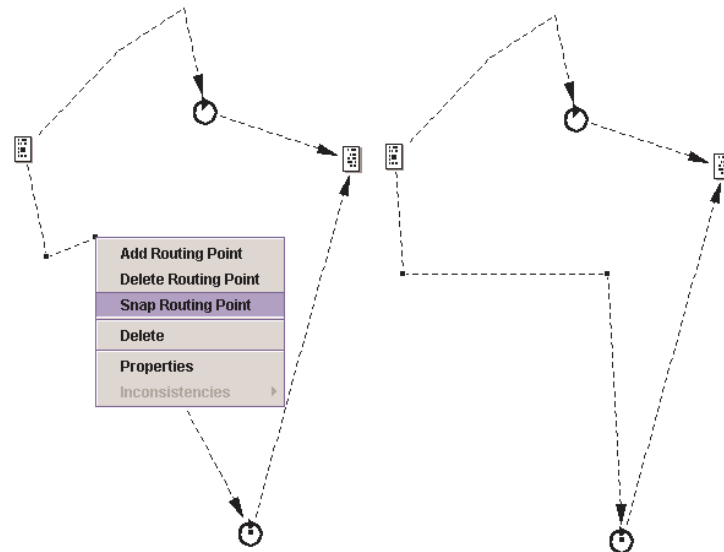 Add Routing Point
Delete Routing Point
Snap Routing Point
Delete
Properties
Inconsistencies